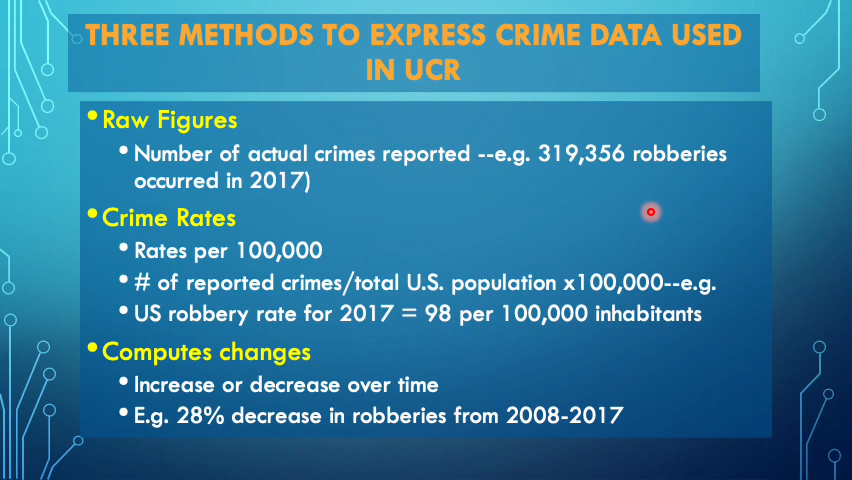 THREE METHODS TO EXPRESS CRIME DATA USED
IN UCR
•Raw Figures
•Number of actual crimes reported --e.g. 319,356 robberies
occurred in 2017)
•Crime Rates
•Rates per 100,000
•# of reported crimes/total U.S. population x100,000--e.g.
•US robbery rate for 2017 = 98 per 100,000 inhabitants
•Computes changes
•Increase or decrease over time
•E.g. 28% decrease in robberies from 2008-2017